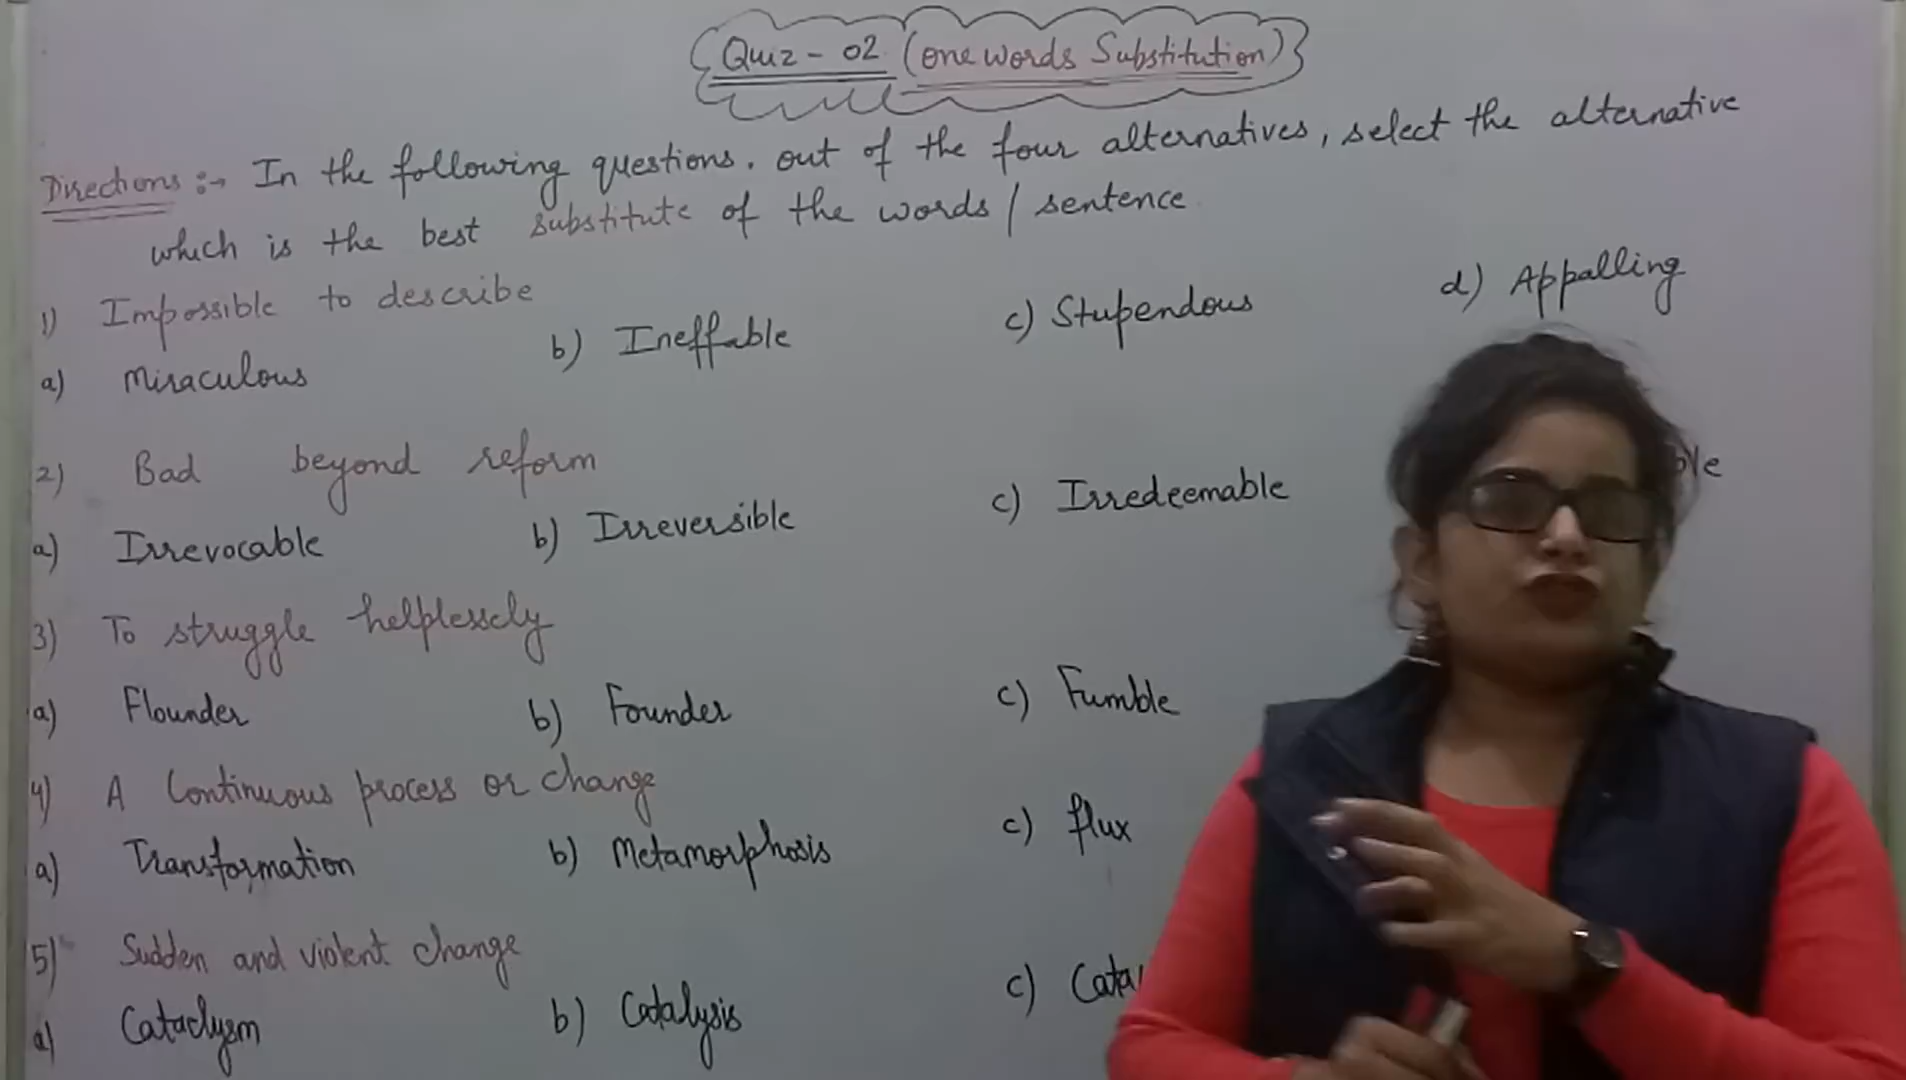 Quiz - 02 (one words Substitution)
Directions :→ In the following questions, out of the four alternatives, select the alternative
which is the best substitute of the words / sentence
1) Impossible to describe
a) Miraculous b) Ineffable c) Stupendous d) Appalling
2) Bad beyond reform
a) Irrevocable b) Irreversible c) Irredeemable
3) To struggle helplessly
a) Flounder b) Founder c) Fumble
4) A Continuous process or change
a) Transformation b) Metamorphosis c) flux
5) Sudden and violent change
a) Cataclysm b) Catalysis c)